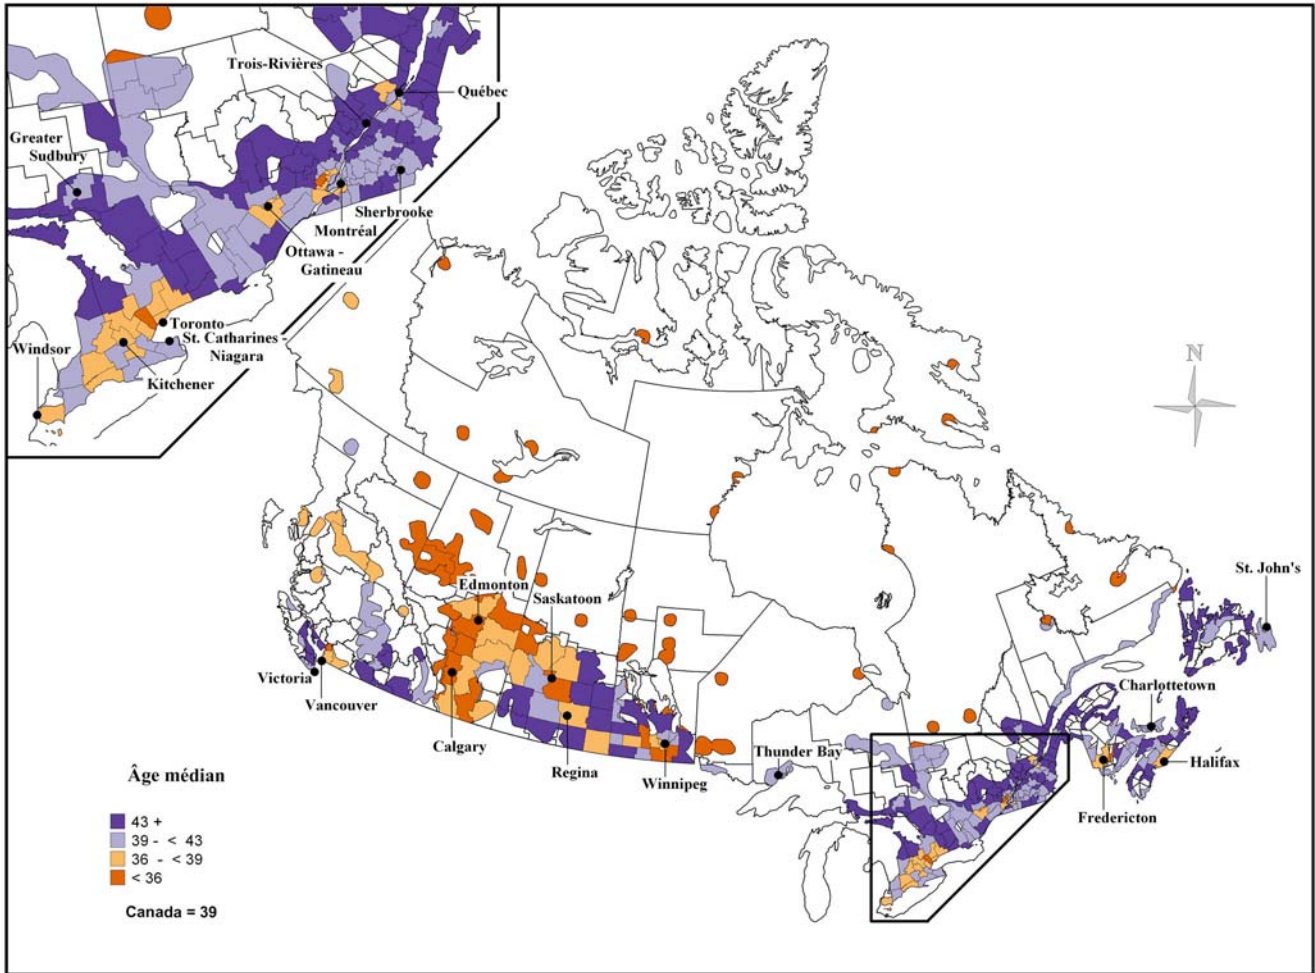 Trois-Rivières
Québec
Greater
Sudbury
Sherbrooke
Montréal
Ottawa -
Gatineau
Toronto
St. Catharines -
Niagara
Windsor
Kitchener
N
Edmonton
Saskatoon
St. John's
Victoria
Vancouver
Charlottetown
Calgary
Regina
Winnipeg
Thunder Bay
Halifax
Fredericton
Âge médian
43 +
39 - < 43
36 - < 39
< 36
Canada = 39